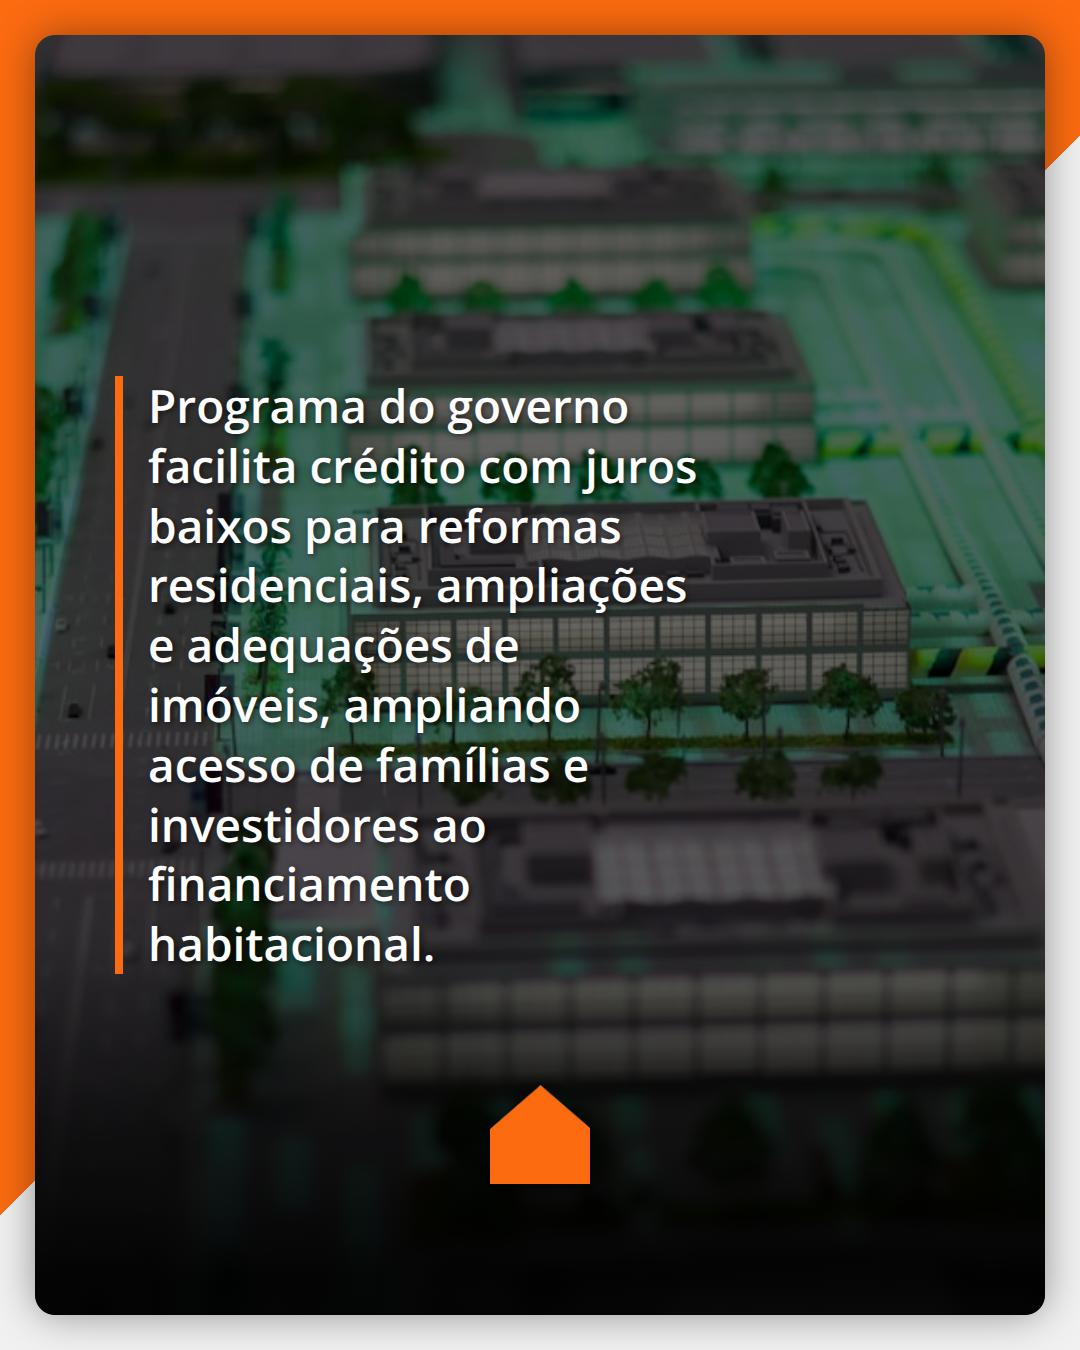 Programa do governo
facilita crédito com juros
baixos para reformas
residenciais, ampliações
e adequações de
imóveis, ampliando
acesso de famílias e
investidores ao
financiamento
habitacional.